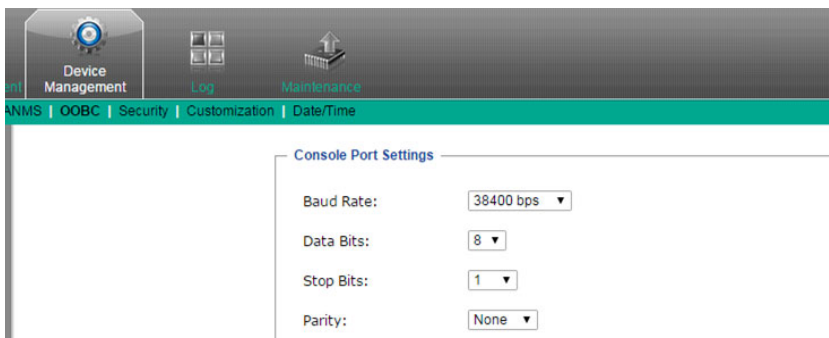 Device
Management
Log
Maintenance
ANMS | OOBC | Security | Customization | Date/Time
Console Port Settings
Baud Rate: 38400 bps
Data Bits: 8
Stop Bits: 1
Parity: None